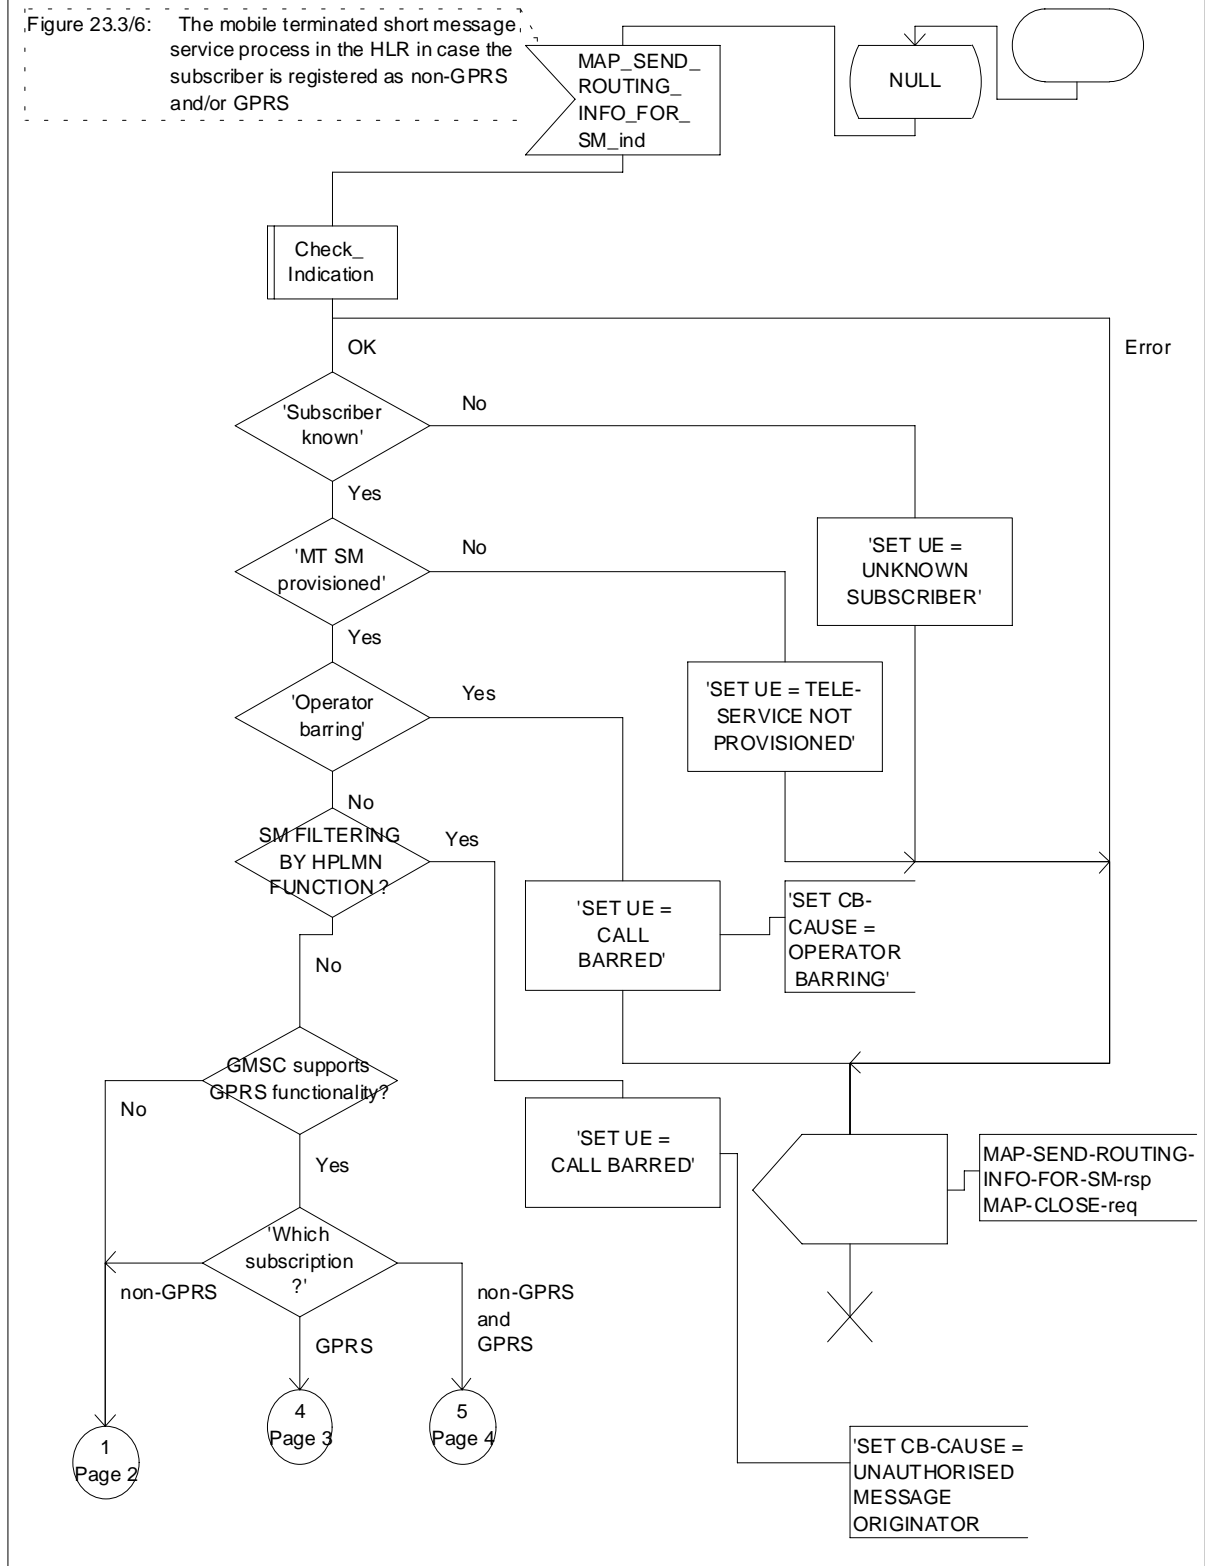 Figure 23.3/6: The mobile terminated short message
service process in the HLR in case the
subscriber is registered as non-GPRS
and/or GPRS
MAP_SEND_
ROUTING_
INFO_FOR_
SM_ind
NULL
Check_
Indication
OK
Error
'Subscriber
known'
No
Yes
'MT SM
provisioned'
No
'SET UE =
UNKNOWN
SUBSCRIBER'
Yes
'Operator
barring'
Yes
'SET UE = TELE-
SERVICE NOT
PROVISIONED'
No
SM FILTERING
BY HPLMN
FUNCTION ?
Yes
'SET UE =
CALL
BARRED'
'SET CB-
CAUSE =
OPERATOR
BARRING'
No
GMSC supports
GPRS functionality?
No
Yes
'SET UE =
CALL BARRED'
MAP-SEND-ROUTING-
INFO-FOR-SM-rsp
MAP-CLOSE-req
'Which
subscription
?'
non-GPRS
GPRS
non-GPRS
and
GPRS
1
Page 2
4
Page 3
5
Page 4
'SET CB-CAUSE =
UNAUTHORISED
MESSAGE
ORIGINATOR